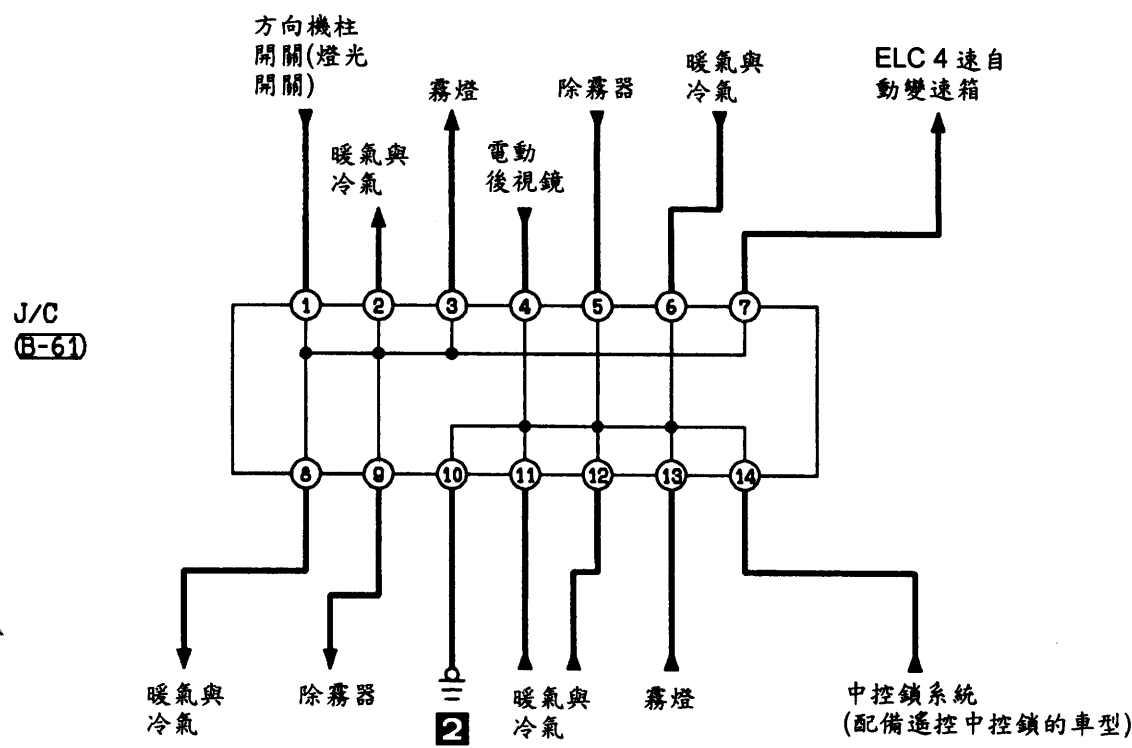 方向機柱
開關(燈光
開關)
霧燈
除霧器
暖氣與
冷氣
ELC 4 速自
動變速箱
暖氣與
冷氣
電動
後視鏡
J/C
B-61
1 2 3 4 5 6 7
8 9 10 11 12 13 14
暖氣與
冷氣
除霧器
2
暖氣與
冷氣
霧燈
中控鎖系統
(配備遙控中控鎖的車型)